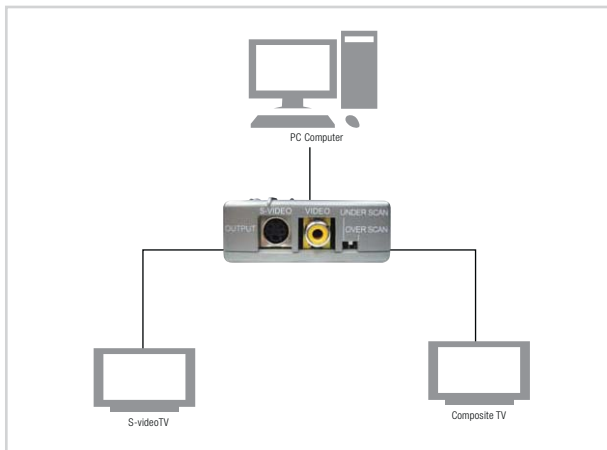 PC Computer
S-VIDEO VIDEO UNDER SCAN
OUTPUT OVER SCAN
S-videoTV
Composite TV